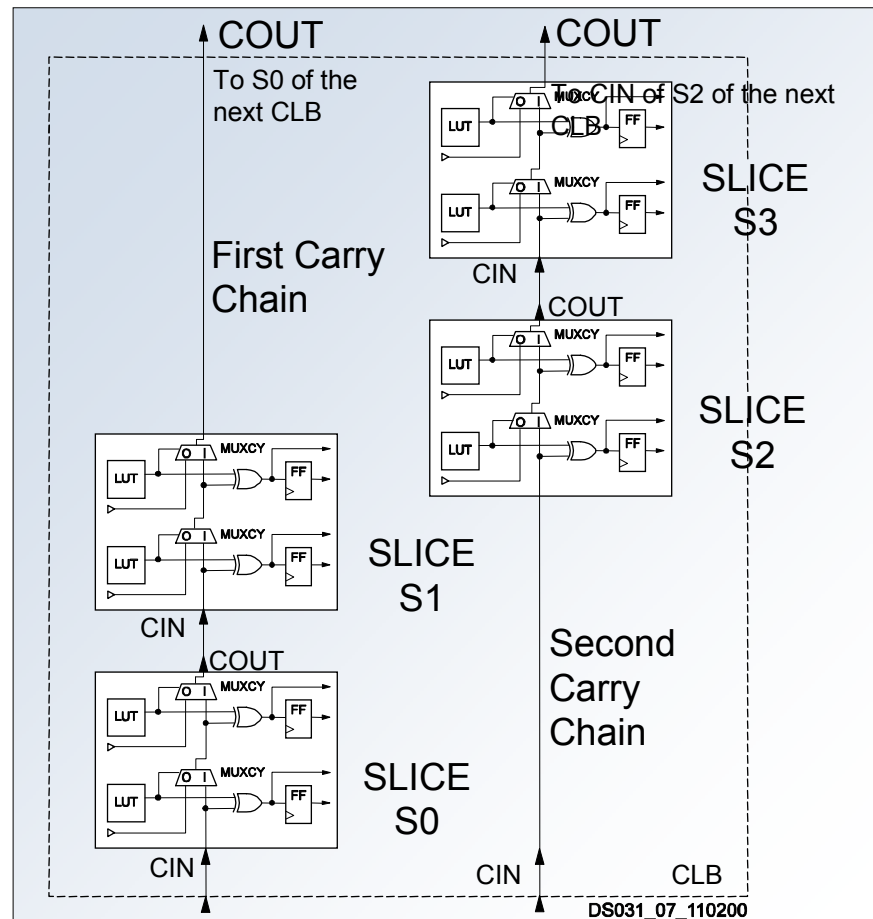 COUT
To S0 of the
next CLB
COUT
To CIN of S2 of the next
CLB
O I
MUXCY
LUT
FF
O I
MUXCY
LUT
FF
SLICE
S3
CIN
First Carry
Chain
COUT
O I
MUXCY
LUT
FF
O I
MUXCY
LUT
FF
SLICE
S2
O I
MUXCY
LUT
FF
O I
MUXCY
LUT
FF
SLICE
S1
CIN
COUT
Second
Carry
Chain
O I
MUXCY
LUT
FF
O I
MUXCY
LUT
FF
SLICE
S0
CIN
CIN
CLB
DS031_07_110200